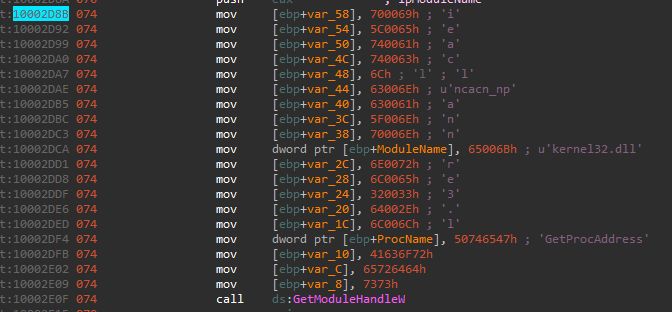 push eax ; lpModuleName
t:10002D8B 074 mov [ebp+var_58], 700069h ; 'i'
t:10002D92 074 mov [ebp+var_54], 5C0065h ; 'e'
t:10002D99 074 mov [ebp+var_50], 740061h ; 'a'
t:10002DA0 074 mov [ebp+var_4C], 740063h ; 'c'
t:10002DA7 074 mov [ebp+var_48], 6Ch ; 'l' ; 'l'
t:10002DAE 074 mov [ebp+var_44], 63006Eh ; u'ncacn_np'
t:10002DB5 074 mov [ebp+var_40], 630061h ; 'a'
t:10002DBC 074 mov [ebp+var_3C], 5F006Eh ; 'n'
t:10002DC3 074 mov [ebp+var_38], 70006Eh ; 'n'
t:10002DCA 074 mov dword ptr [ebp+ModuleName], 65006Bh ; u'kernel32.dll'
t:10002DD1 074 mov [ebp+var_2C], 6E0072h ; 'r'
t:10002DD8 074 mov [ebp+var_28], 6C0065h ; 'e'
t:10002DDF 074 mov [ebp+var_24], 320033h ; '3'
t:10002DE6 074 mov [ebp+var_20], 64002Eh ; '.'
t:10002DED 074 mov [ebp+var_1C], 6C006Ch ; 'l'
t:10002DF4 074 mov dword ptr [ebp+ProcName], 50746547h ; 'GetProcAddress'
t:10002DFB 074 mov [ebp+var_10], 41636F72h
t:10002E02 074 mov [ebp+var_C], 65726464h
t:10002E09 074 mov [ebp+var_8], 7373h
t:10002E0F 074 call ds:GetModuleHandleW